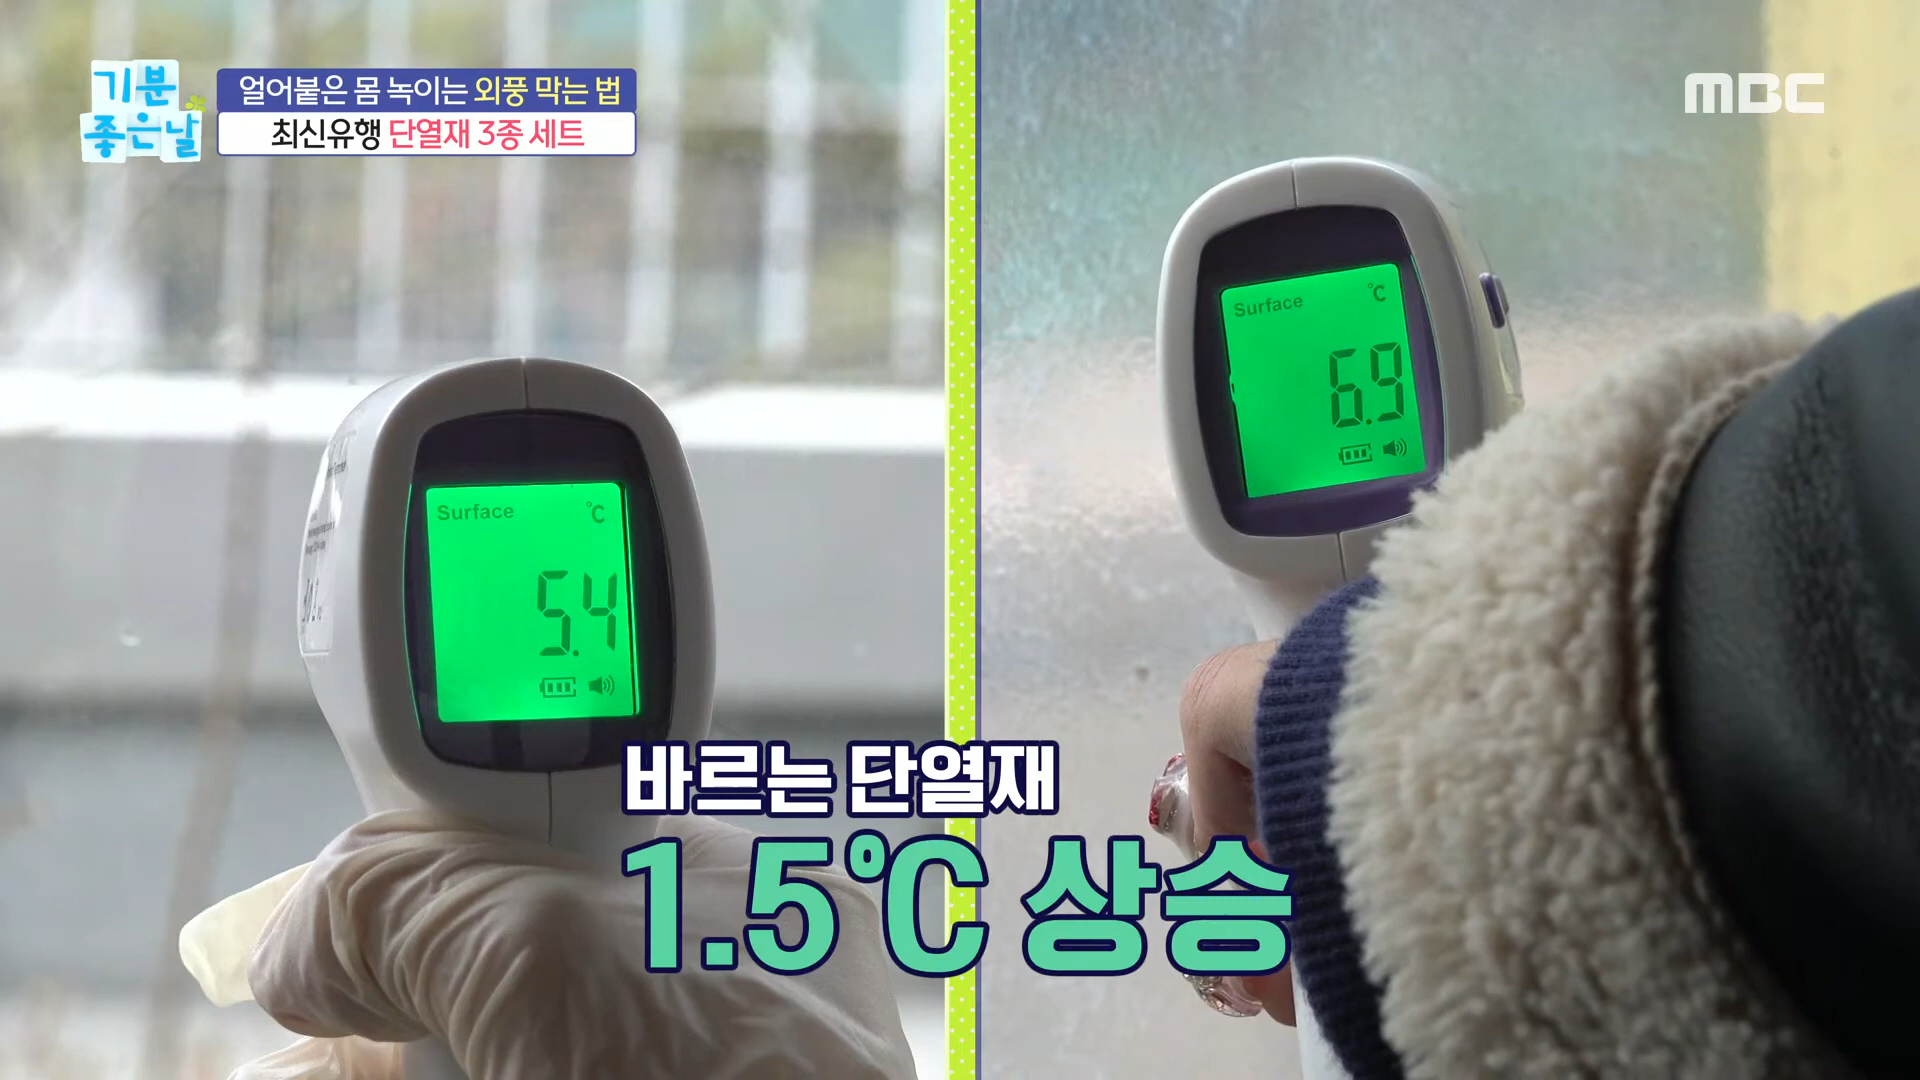 기분
좋은날
얼어붙은 몸 녹이는 외풍 막는 법
최신유행 단열재 3종 세트
MBC
Surface ℃
5.4
Surface ℃
6.9
바르는 단열재
1.5℃ 상승